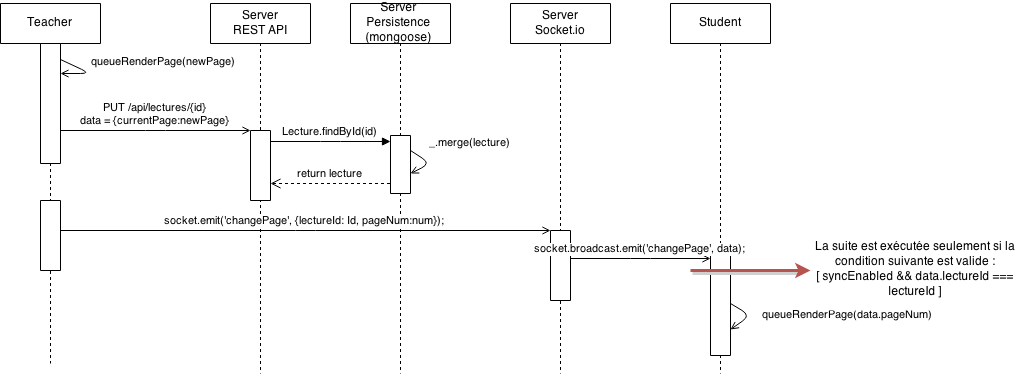 Teacher
Server
REST API
Server
Persistence
(mongoose)
Server
Socket.io
Student
queueRenderPage(newPage)
PUT /api/lectures/{id}
data = {currentPage:newPage}
Lecture.findById(id)
_.merge(lecture)
return lecture
socket.emit('changePage', {lectureId: Id, pageNum:num});
socket.broadcast.emit('changePage', data);
La suite est exécutée seulement si la
condition suivante est valide :
[ syncEnabled && data.lectureId ===
lectureId ]
queueRenderPage(data.pageNum)